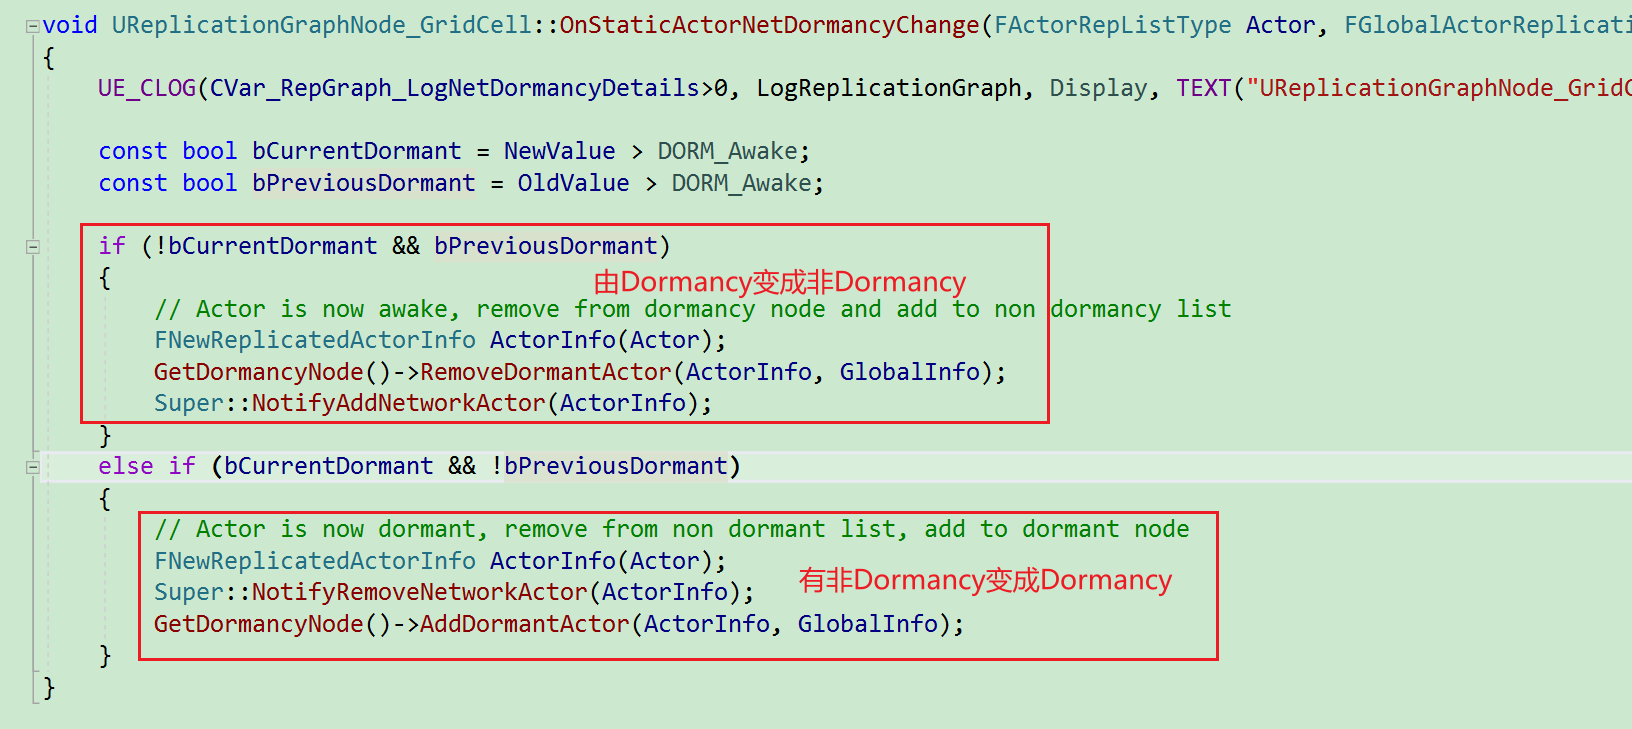 void UReplicationGraphNode_GridCell::OnStaticActorNetDormancyChange(FActorRepListType Actor, FGlobalActorReplicati
{
UE_CLOG(CVar_RepGraph_LogNetDormancyDetails>0, LogReplicationGraph, Display, TEXT("UReplicationGraphNode_GridC
const bool bCurrentDormant = NewValue > DORM_Awake;
const bool bPreviousDormant = OldValue > DORM_Awake;
if (!bCurrentDormant && bPreviousDormant)
{
由Dormancy变成非Dormancy
// Actor is now awake, remove from dormancy node and add to non dormancy list
FNewReplicatedActorInfo ActorInfo(Actor);
GetDormancyNode()->RemoveDormantActor(ActorInfo, GlobalInfo);
Super::NotifyAddNetworkActor(ActorInfo);
}
else if (bCurrentDormant && !bPreviousDormant)
{
// Actor is now dormant, remove from non dormant list, add to dormant node
FNewReplicatedActorInfo ActorInfo(Actor);
有非Dormancy变成Dormancy
Super::NotifyRemoveNetworkActor(ActorInfo);
GetDormancyNode()->AddDormantActor(ActorInfo, GlobalInfo);
}
}